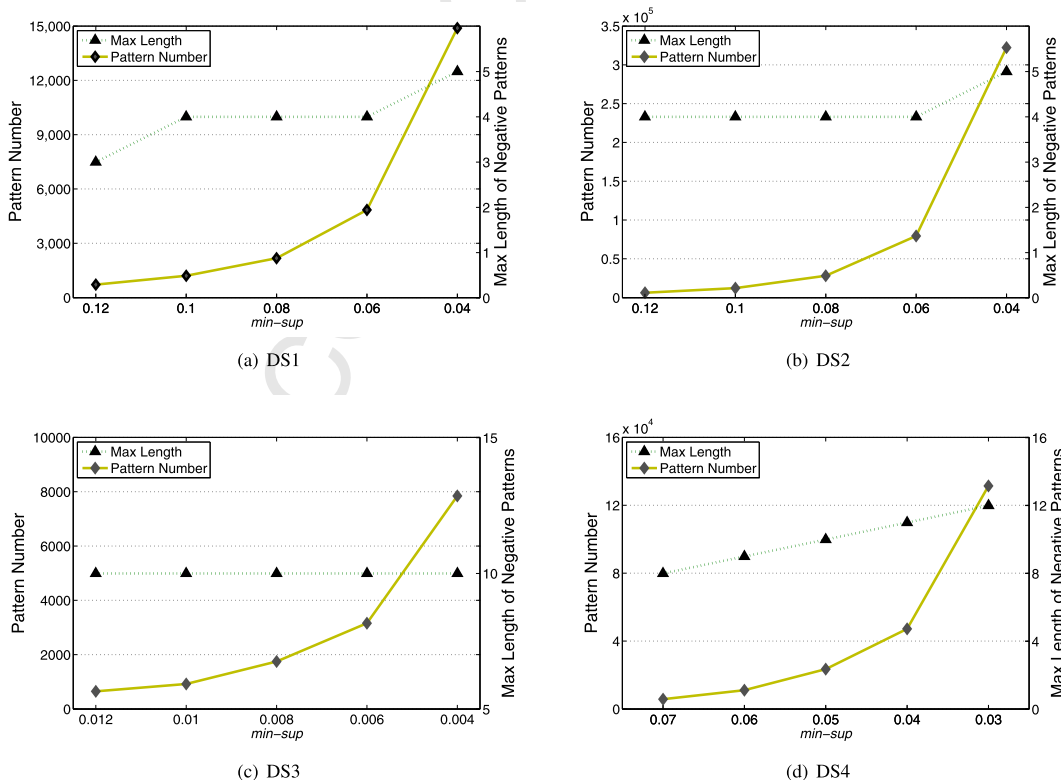 15,000
12,000
9,000
6,000
3,000
0
Pattern Number
Max Length
Pattern Number
5
4
3
2
1
0
Max Length of Negative Patterns
0.12 0.1 0.08 0.06 0.04
min-sup
(a) DS1
x 10^5
3.5
3
2.5
2
1.5
1
0.5
0
Pattern Number
Max Length
Pattern Number
5
4
3
2
1
0
Max Length of Negative Patterns
0.12 0.1 0.08 0.06 0.04
min-sup
(b) DS2
10000
8000
6000
4000
2000
0
Pattern Number
Max Length
Pattern Number
15
10
5
Max Length of Negative Patterns
0.012 0.01 0.008 0.006 0.004
min-sup
(c) DS3
x 10^4
16
12
8
4
0
Pattern Number
Max Length
Pattern Number
16
12
8
4
0
Max Length of Negative Patterns
0.07 0.06 0.05 0.04 0.03
min-sup
(d) DS4